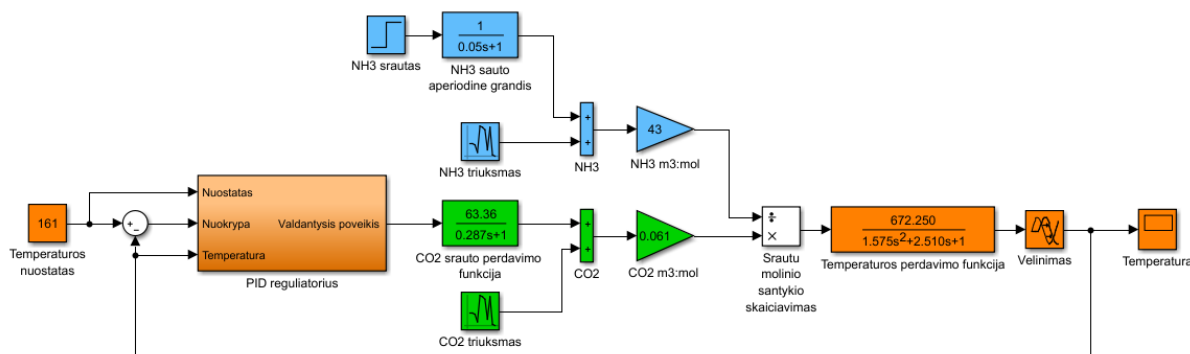 NH3 srautas
1
0.05s+1
NH3 sauto
aperiodine grandis
NH3 triuksmas
+
+
NH3
43
NH3 m3:mol
161
Temperaturos
nuostatas
+
-
Nuostatas
Nuokrypa
Temperatura
Valdantysis poveikis
PID reguliatorius
63.36
0.287s+1
CO2 srauto perdavimo
funkcija
CO2 triuksmas
+
+
CO2
0.061
CO2 m3:mol
÷
×
Srautu
molinio
santykio
skaiciavimas
672.250
1.575s²+2.510s+1
Temperaturos perdavimo funkcija
Velinimas
Temperatura